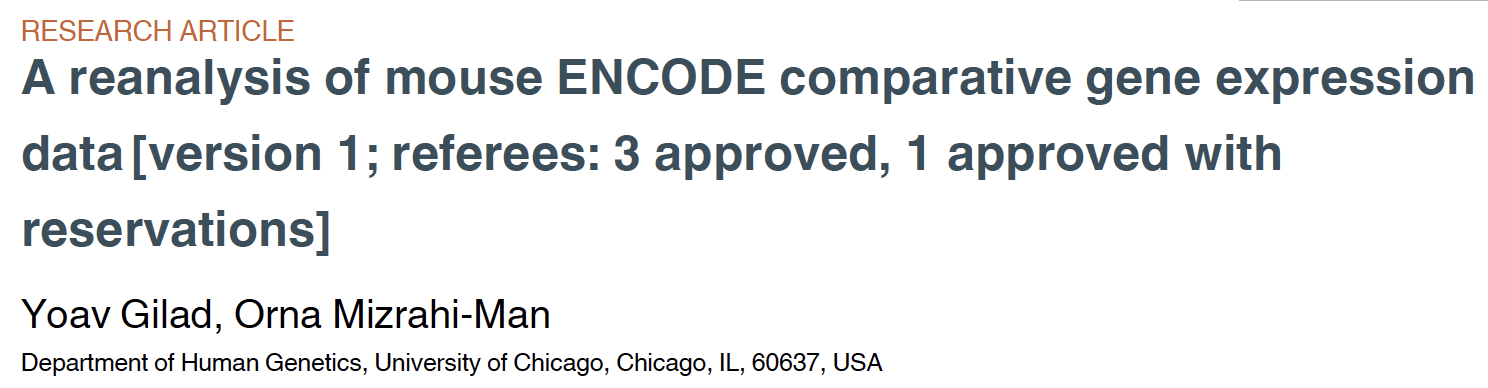 RESEARCH ARTICLE
A reanalysis of mouse ENCODE comparative gene expression
data [version 1; referees: 3 approved, 1 approved with
reservations]
Yoav Gilad, Orna Mizrahi-Man
Department of Human Genetics, University of Chicago, Chicago, IL, 60637, USA